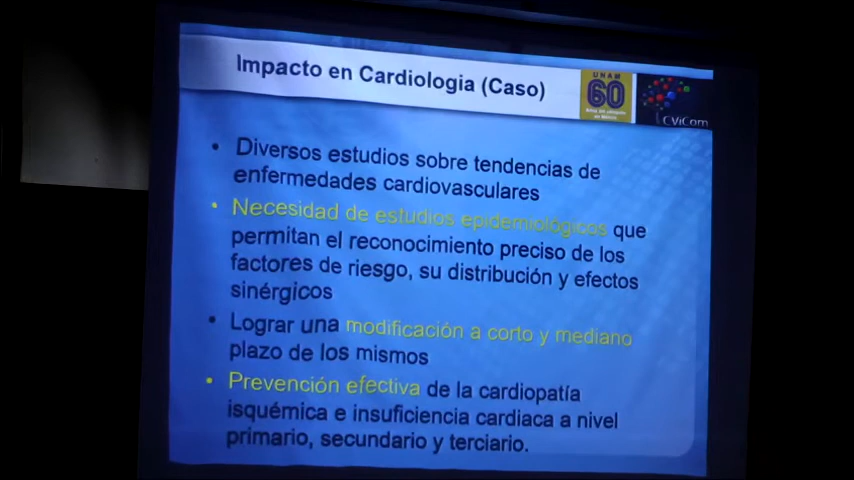 Impacto en Cardiologia (Caso)
UNAM
60
CViCom
• Diversos estudios sobre tendencias de
enfermedades cardiovasculares
• Necesidad de estudios epidemiológicos que
permitan el reconocimiento preciso de los
factores de riesgo, su distribución y efectos
sinérgicos
• Lograr una modificación a corto y mediano
plazo de los mismos
• Prevención efectiva de la cardiopatía
isquémica e insuficiencia cardiaca a nivel
primario, secundario y terciario.